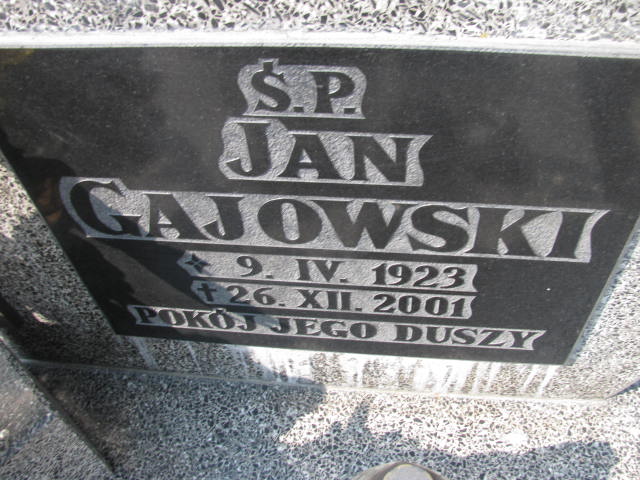 Ś.P.
JAN
GAJOWSKI
* 9. IV. 1923
† 26. XII. 2001
POKÓJ JEGO DUSZY